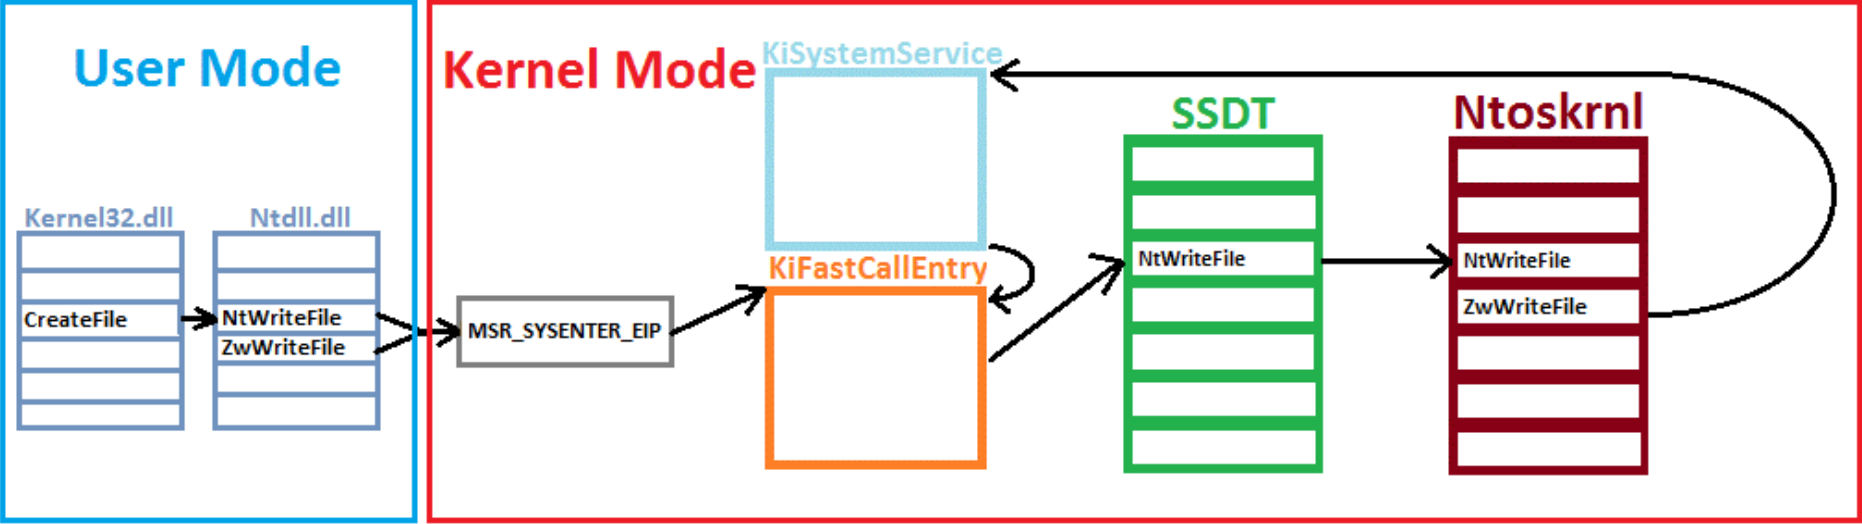 User Mode
Kernel32.dll
CreateFile
Ntdll.dll
NtWriteFile
ZwWriteFile
Kernel Mode
MSR_SYSENTER_EIP
KiSystemService
KiFastCallEntry
SSDT
NtWriteFile
Ntoskrnl
NtWriteFile
ZwWriteFile